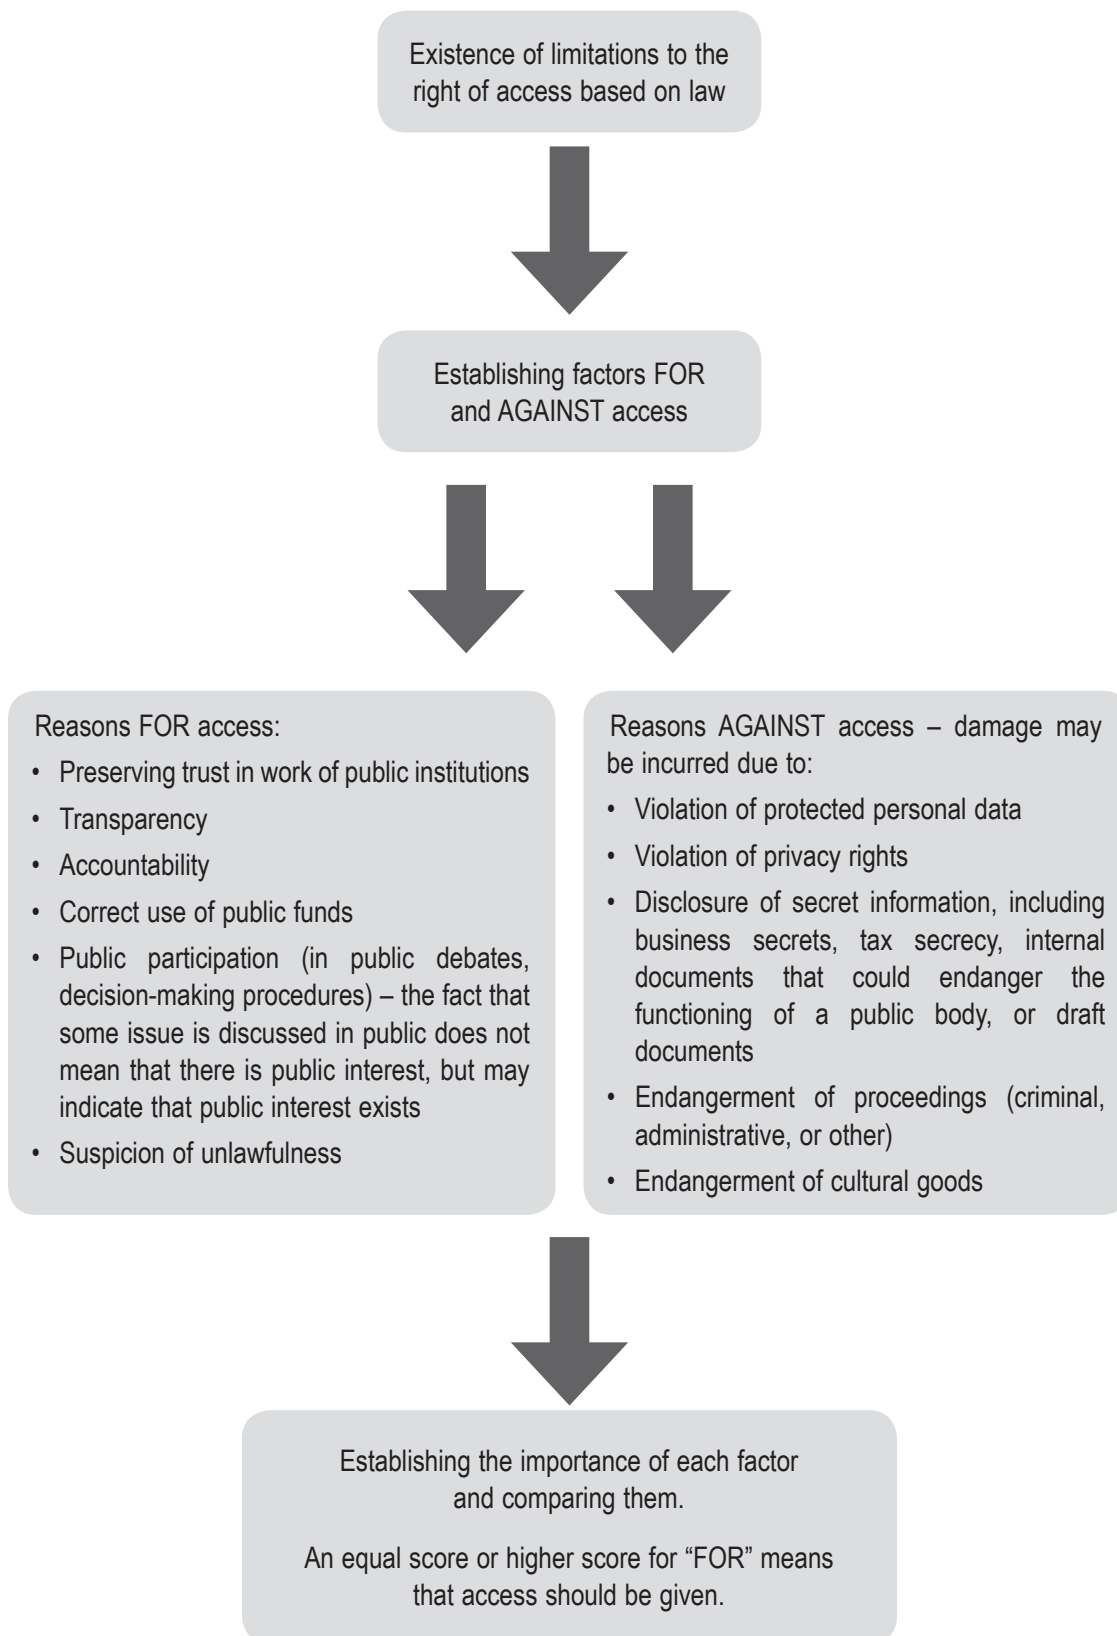 Existence of limitations to the
right of access based on law
Establishing factors FOR
and AGAINST access
Reasons FOR access:
• Preserving trust in work of public institutions
• Transparency
• Accountability
• Correct use of public funds
• Public participation (in public debates,
decision-making procedures) – the fact that
some issue is discussed in public does not
mean that there is public interest, but may
indicate that public interest exists
• Suspicion of unlawfulness
Reasons AGAINST access – damage may
be incurred due to:
• Violation of protected personal data
• Violation of privacy rights
• Disclosure of secret information, including
business secrets, tax secrecy, internal
documents that could endanger the
functioning of a public body, or draft
documents
• Endangerment of proceedings (criminal,
administrative, or other)
• Endangerment of cultural goods
Establishing the importance of each factor
and comparing them.
An equal score or higher score for “FOR” means
that access should be given.